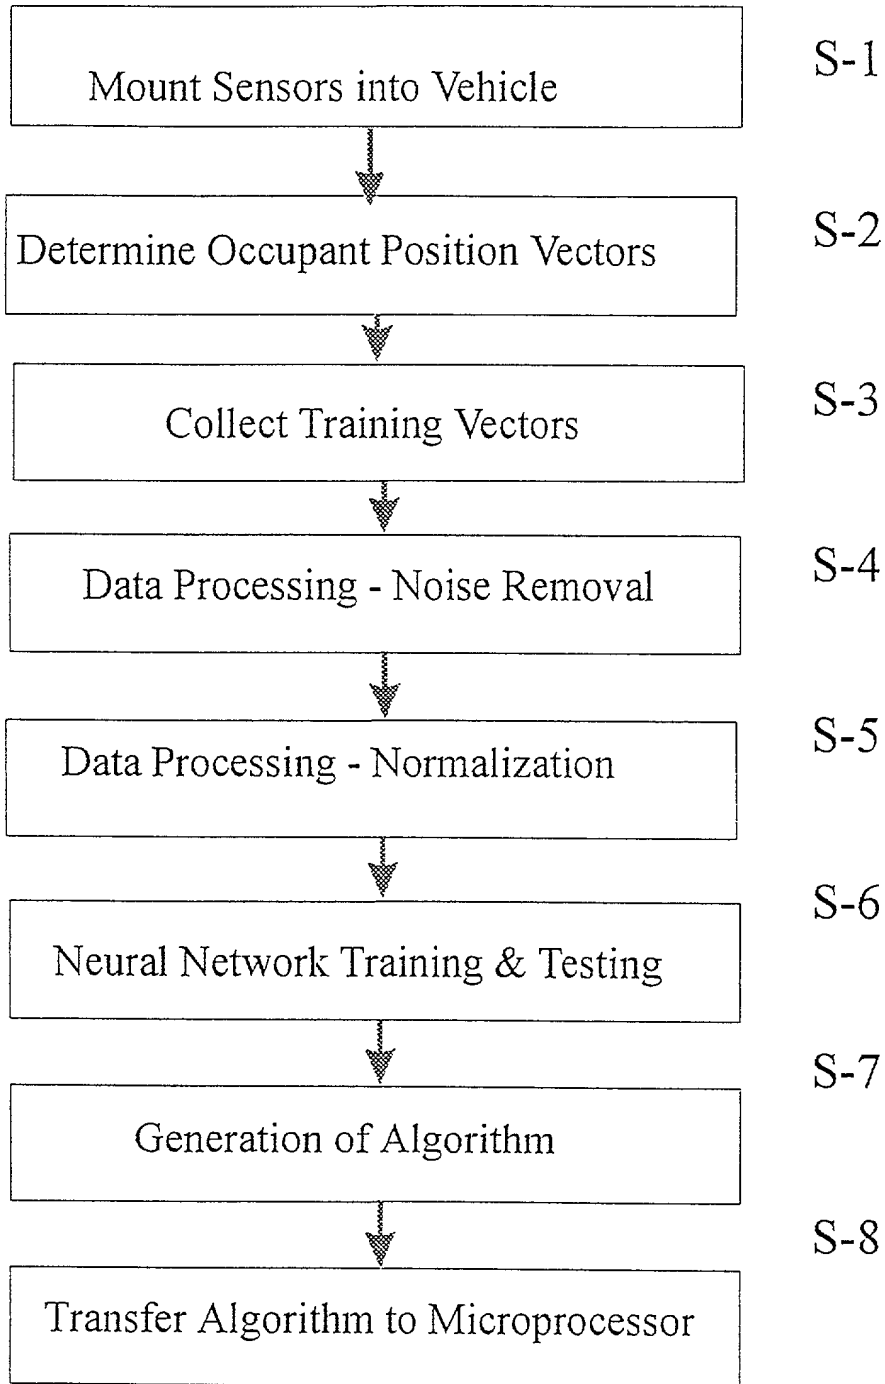 S-1
Mount Sensors into Vehicle
S-2
Determine Occupant Position Vectors
S-3
Collect Training Vectors
S-4
Data Processing - Noise Removal
S-5
Data Processing - Normalization
S-6
Neural Network Training & Testing
S-7
Generation of Algorithm
S-8
Transfer Algorithm to Microprocessor